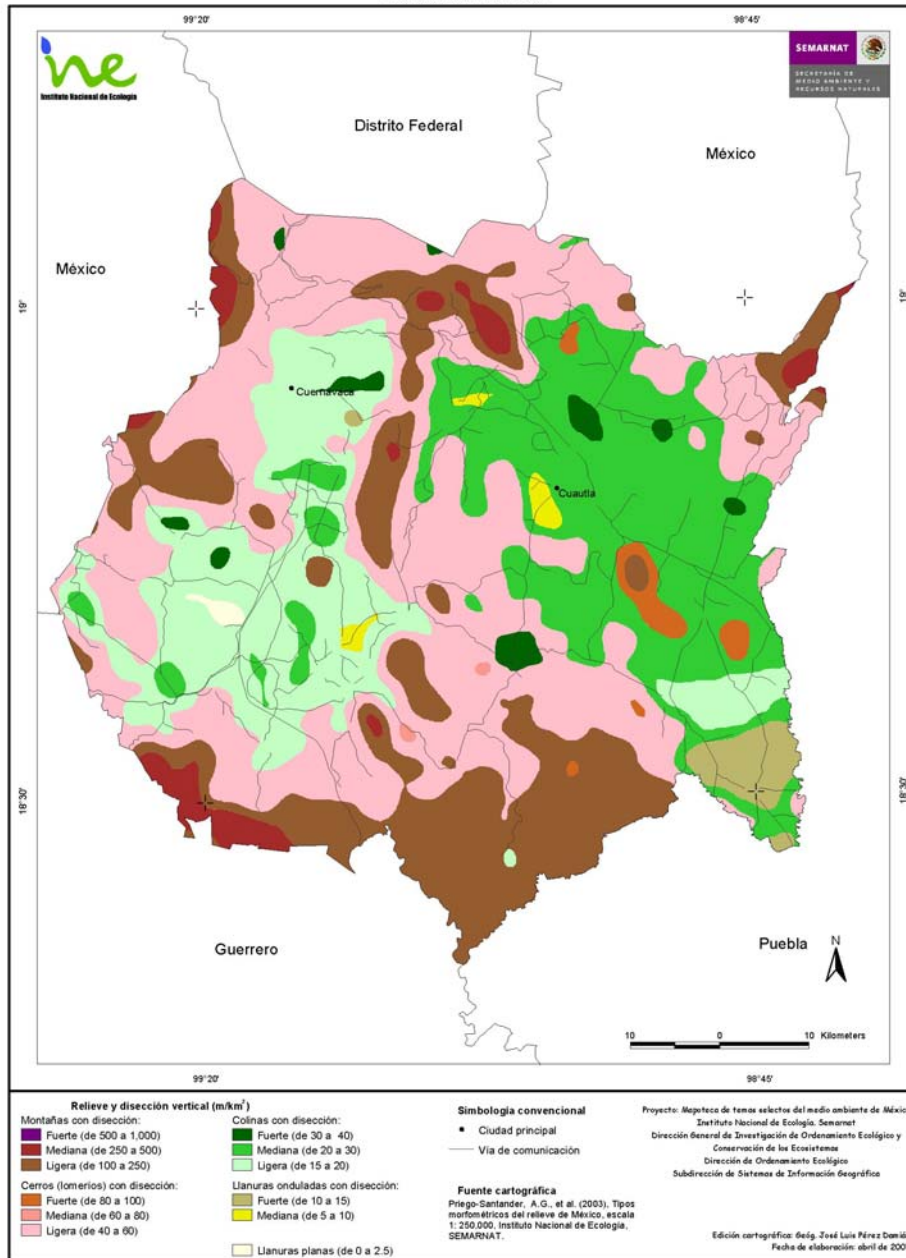 99°20'
98°45'
ine
Instituto Nacional de Ecología
SEMARNAT
SECRETARÍA DE
MEDIO AMBIENTE Y
RECURSOS NATURALES
Distrito Federal
México
México
19°
19°
Cuernavaca
Cuautla
18°30'
18°30'
Guerrero
Puebla
N
10 0 10 Kilometers
99°20'
98°45'
Relieve y disección vertical (m/km²)
Montañas con disección:
Fuerte (de 500 a 1,000)
Mediana (de 250 a 500)
Ligera (de 100 a 250)
Cerros (lomerios) con disección:
Fuerte (de 80 a 100)
Mediana (de 60 a 80)
Ligera (de 40 a 60)
Colinas con disección:
Fuerte (de 30 a 40)
Mediana (de 20 a 30)
Ligera (de 15 a 20)
Llanuras onduladas con disección:
Fuerte (de 10 a 15)
Mediana (de 5 a 10)
Llanuras planas (de 0 a 2.5)
Simbología convencional
Ciudad principal
Vía de comunicación
Fuente cartográfica
Priego-Santander, A.G., et al. (2003), Tipos
morfométricos del relieve de México, escala
1: 250,000, Instituto Nacional de Ecología,
SEMARNAT.
Proyecto: Mapoteca de temas selectos del medio ambiente de
Instituto Nacional de Ecología. Semarnat
Dirección General de Investigación de Ordenamiento Ecológico y
Conservación de los Ecosistemas
Dirección de Ordenamiento Ecológico
Subdirección de Sistemas de Información Geográfica
Edición cartográfica: Geóg. José Luis Pérez
Fecha de elaboración: abril de